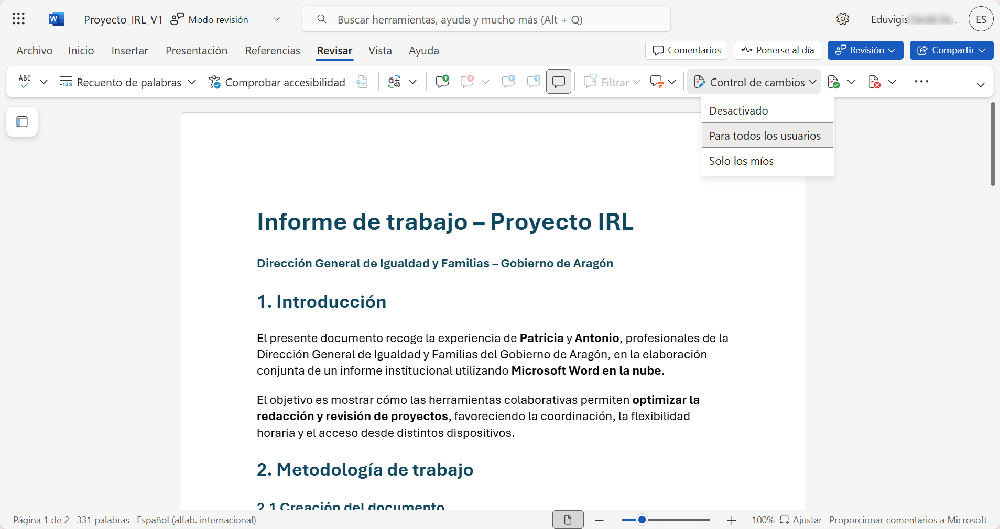 W
Proyecto_IRL_V1
Modo revisión
Buscar herramientas, ayuda y mucho más (Alt + Q)
Eduvigis
ES
Archivo
Inicio
Insertar
Presentación
Referencias
Revisar
Vista
Ayuda
Comentarios
Ponerse al día
Revisión
Compartir
ABC
123
Recuento de palabras
Comprobar accesibilidad
Filtrar
Control de cambios
Desactivado
Para todos los usuarios
Solo los míos
Informe de trabajo – Proyecto IRL
Dirección General de Igualdad y Familias – Gobierno de Aragón
1. Introducción
El presente documento recoge la experiencia de Patricia y Antonio, profesionales de la
Dirección General de Igualdad y Familias del Gobierno de Aragón, en la elaboración
conjunta de un informe institucional utilizando Microsoft Word en la nube.
El objetivo es mostrar cómo las herramientas colaborativas permiten optimizar la
redacción y revisión de proyectos, favoreciendo la coordinación, la flexibilidad
horaria y el acceso desde distintos dispositivos.
2. Metodología de trabajo
2.1 Creación del documento
Página 1 de 2
331 palabras
Español (alfab. internacional)
100%
Ajustar
Proporcionar comentarios a Microsoft